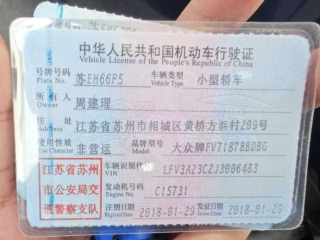 中华人民共和国机动车行驶证
Vehicle License of the People's Republic of China
号牌号码 苏EH66P5 车辆类型 小型轿车
Plate No. Vehicle Type
所有人 周建理
Owner
住址 江苏省苏州市相城区黄桥方浜村209号
Address
使用性质 非营运 品牌型号 大众牌FV7187BBDBG
Use Character Model
江苏省苏州 车辆识别代号 LFV3A23C2J3006483
VIN
市公安局交 发动机号码 C15731
Engine No.
预警察支队 注册日期 2018-01-29 发证日期 2018-01-29
Register Date Issue Date